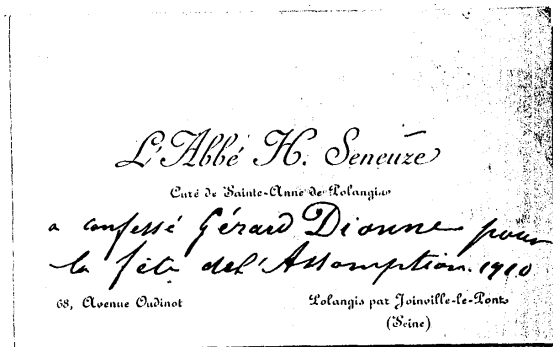 L'Abbé H. Seneuze
Curé de Sainte-Anne de Polangis
a confessé Gérard Dionne pour
la fête de l'Assomption 1910
68, Avenue Oudinot
Polangis par Joinville-le-Pont
(Seine)